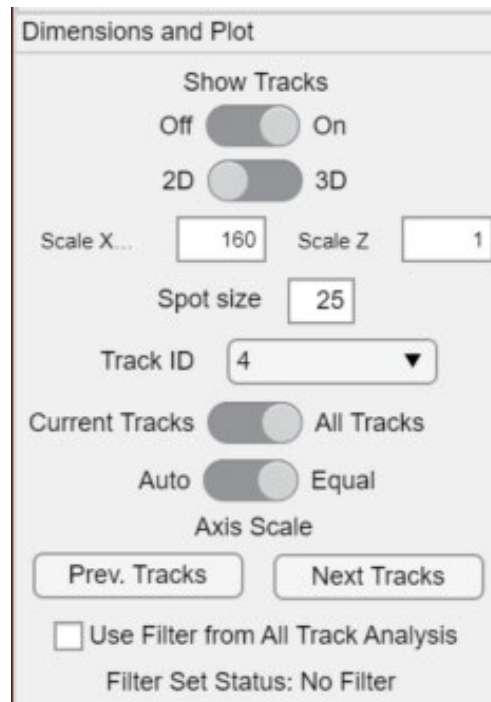 Dimensions and Plot
Show Tracks
Off On
2D 3D
Scale X... 160 Scale Z 1
Spot size 25
Track ID 4
Current Tracks All Tracks
Auto Equal
Axis Scale
Prev. Tracks Next Tracks
Use Filter from All Track Analysis
Filter Set Status: No Filter